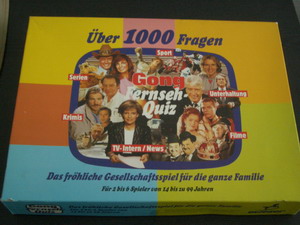 Über 1000 Fragen
Sport
Serien
Gong
Fernseh-
Quiz
Unterhaltung
Krimis
Filme
TV-Intern / News
Das fröhliche Gesellschaftsspiel für die ganze Familie
Für 2 bis 6 Spieler von 14 bis 99 Jahren